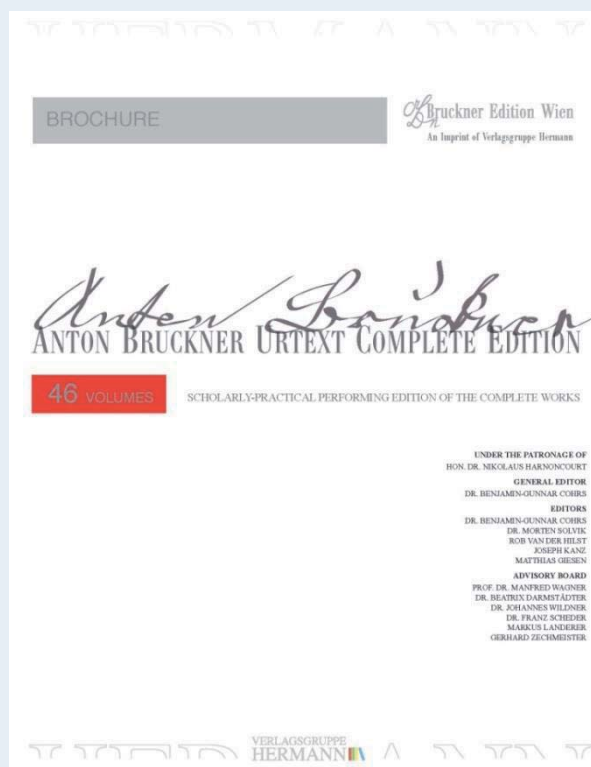 BROCHURE
Bruckner Edition Wien
An Imprint of Verlagsgruppe Hermann
Anton Bruckner
ANTON BRUCKNER URTEXT COMPLETE EDITION
46 VOLUMES
SCHOLARLY-PRACTICAL PERFORMING EDITION OF THE COMPLETE WORKS
UNDER THE PATRONAGE OF
HON. DR. NIKOLAUS HARNONCOURT
GENERAL EDITOR
DR. BENJAMIN-GUNNAR COHRS
EDITORS
DR. BENJAMIN-GUNNAR COHRS
DR. MORTEN SOLVIK
ROB VAN DER HILST
JOSEPH KANZ
MATTHIAS GIESEN
ADVISORY BOARD
PROF. DR. MANFRED WAGNER
DR. BEATRIX DARMSTÄDTER
DR. JOHANNES WILDNER
DR. FRANZ SCHEDER
MARKUS LANDERER
GERHARD ZECHMEISTER
VERLAGSGRUPPE
HERMANN